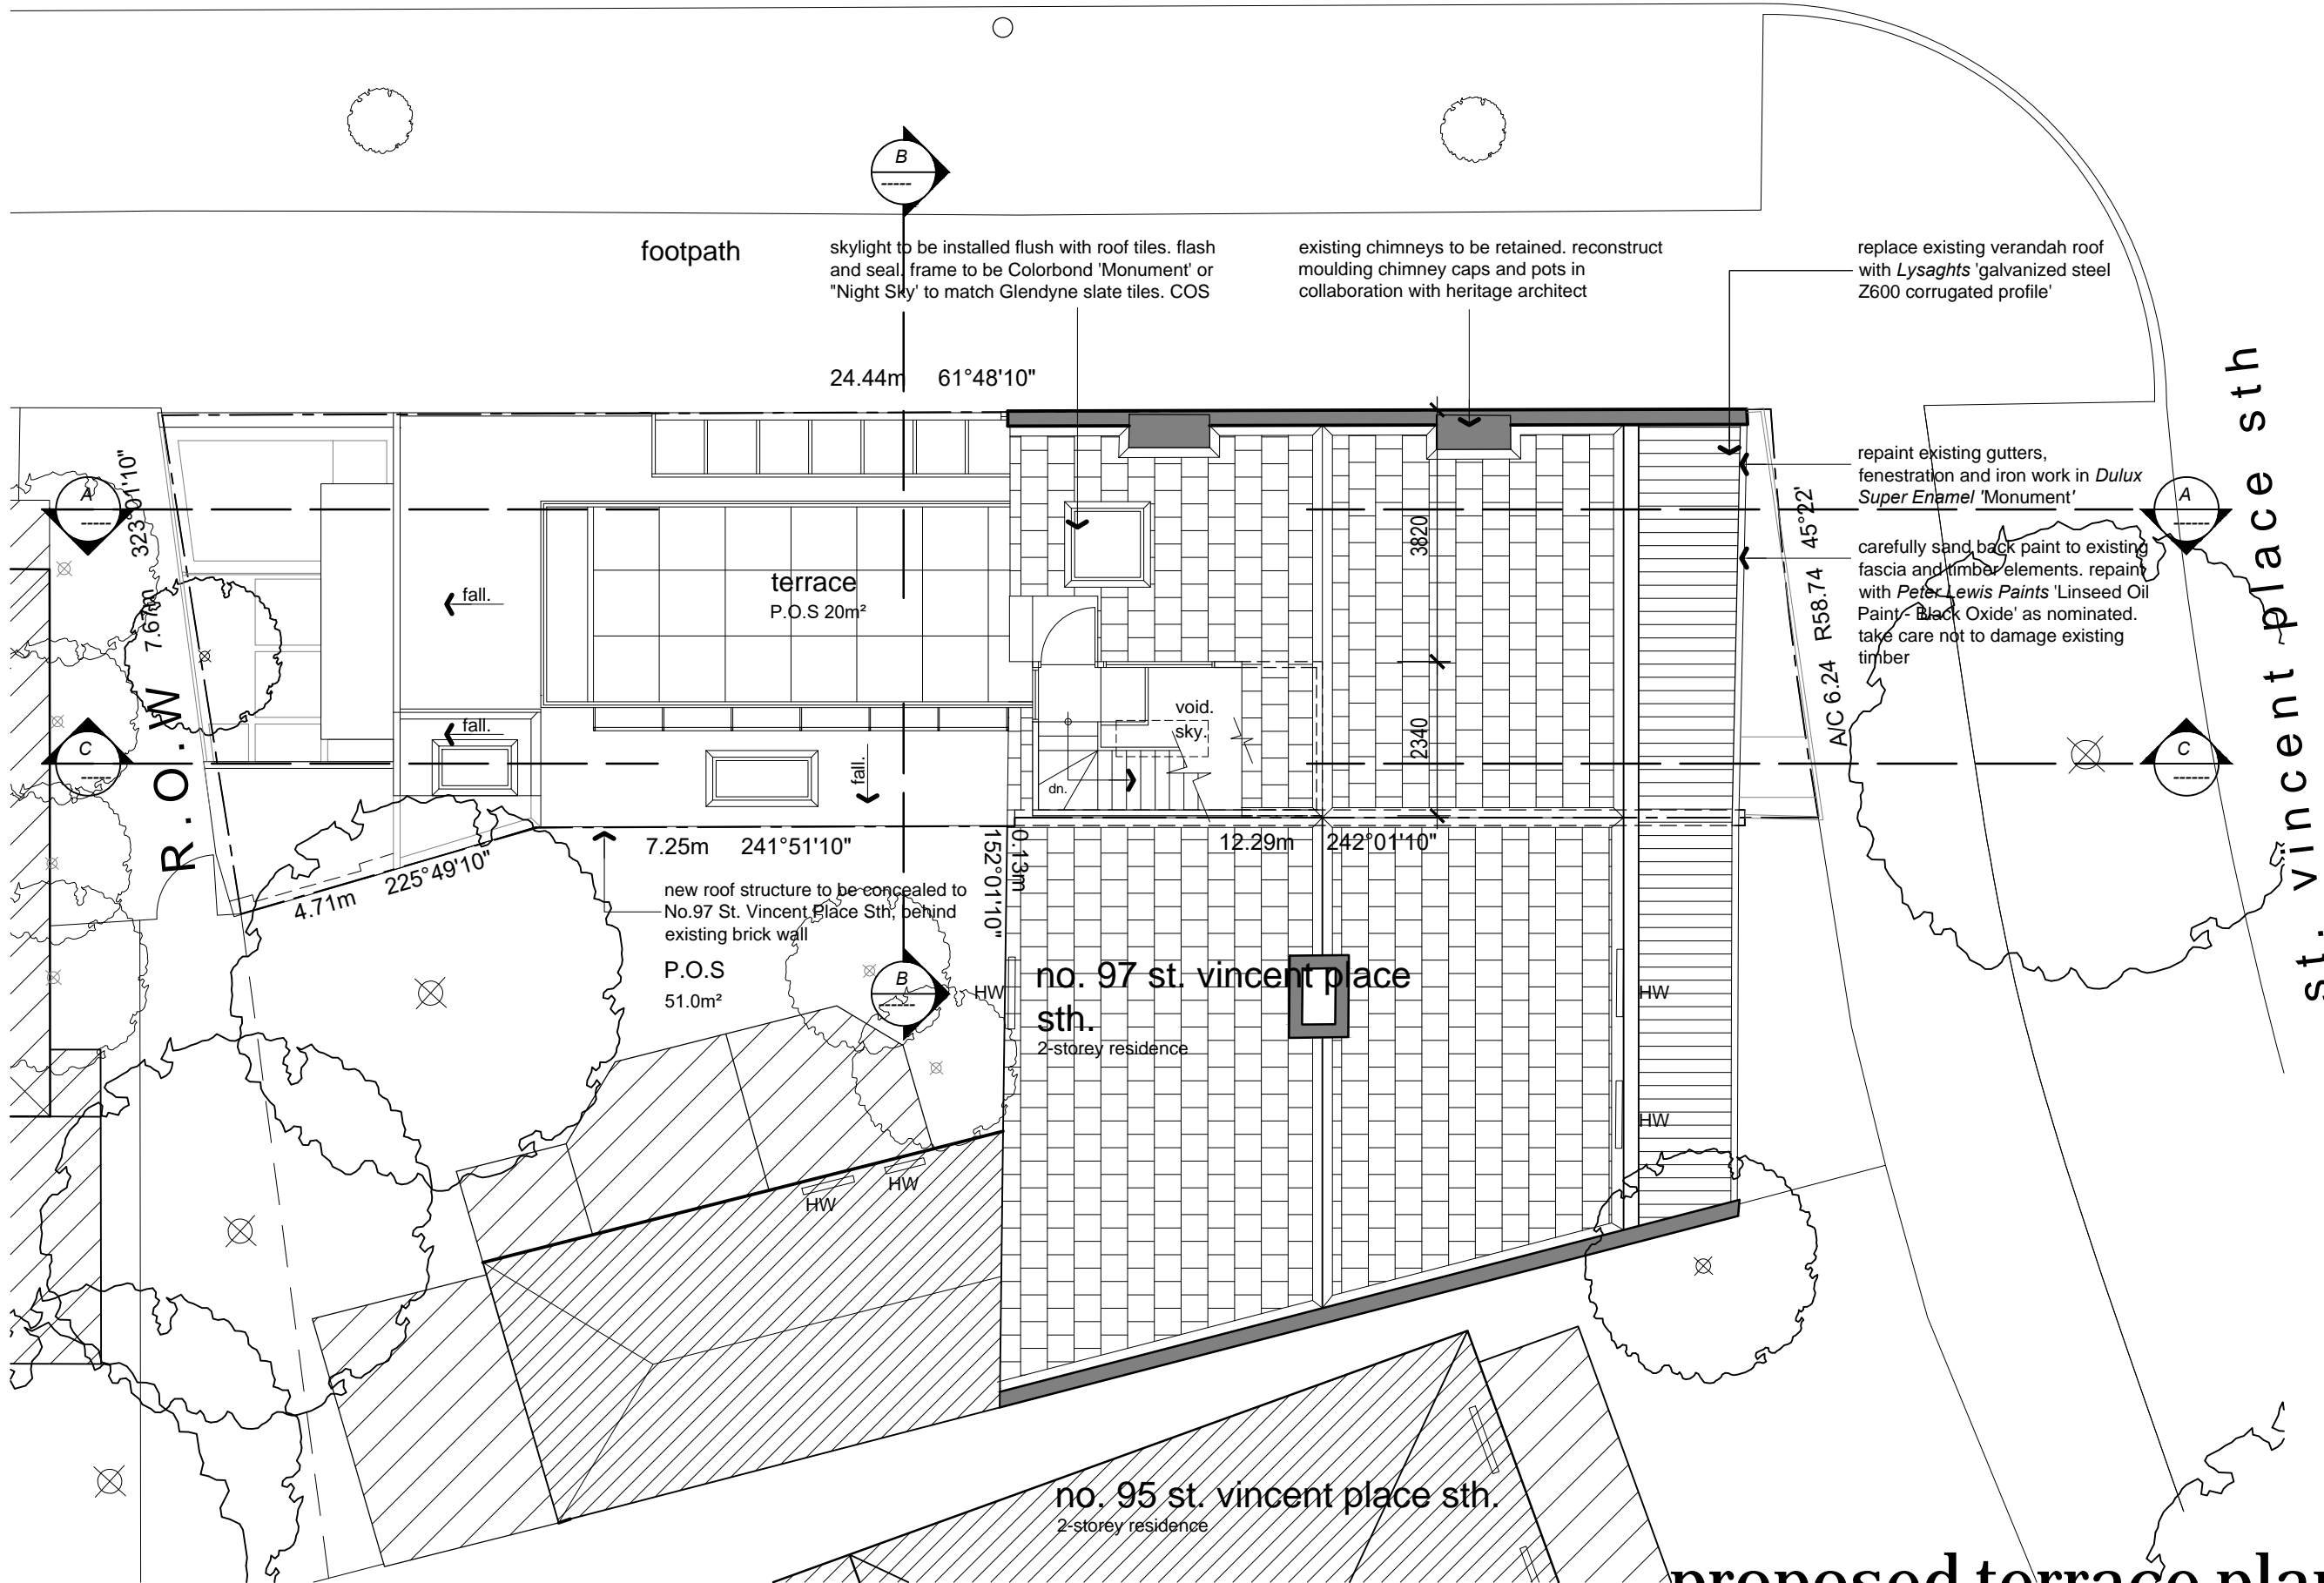 B
footpath
skylight to be installed flush with roof tiles. flash
and seal. frame to be Colorbond 'Monument' or
"Night Sky' to match Glendyne slate tiles. COS
existing chimneys to be retained. reconstruct
moulding chimney caps and pots in
collaboration with heritage architect
replace existing verandah roof
with Lysaghts 'galvanized steel
Z600 corrugated profile'
24.44m 61°48'10"
repaint existing gutters,
fenestration and iron work in Dulux
Super Enamel 'Monument'
A
A
carefully sand back paint to existing
fascia and timber elements. repaint
with Peter Lewis Paints 'Linseed Oil
Paint - Black Oxide' as nominated.
take care not to damage existing
timber
7.67m 323°01'10"
R.O.W
fall.
terrace
P.O.S 20m²
3820
A/C 6.24 R58.74 45°22'
st. vincent place sth
fall.
fall.
void.
sky.
dn.
2340
C
C
7.25m 241°51'10"
152°01'10"
0.13m
12.29m 242°01'10"
4.71m 225°49'10"
new roof structure to be concealed to
No.97 St. Vincent Place Sth, behind
existing brick wall
P.O.S
51.0m²
B
HW
no. 97 st. vincent place
sth.
2-storey residence
HW
HW
HW
HW
no. 95 st. vincent place sth.
2-storey residence
proposed terrace plan